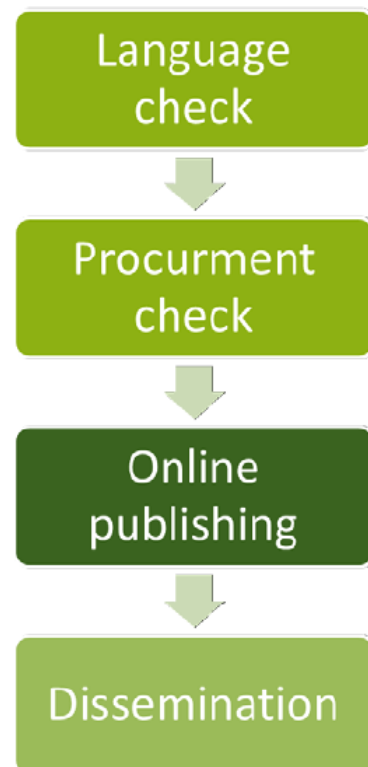 Language
check
Procurment
check
Online
publishing
Dissemination